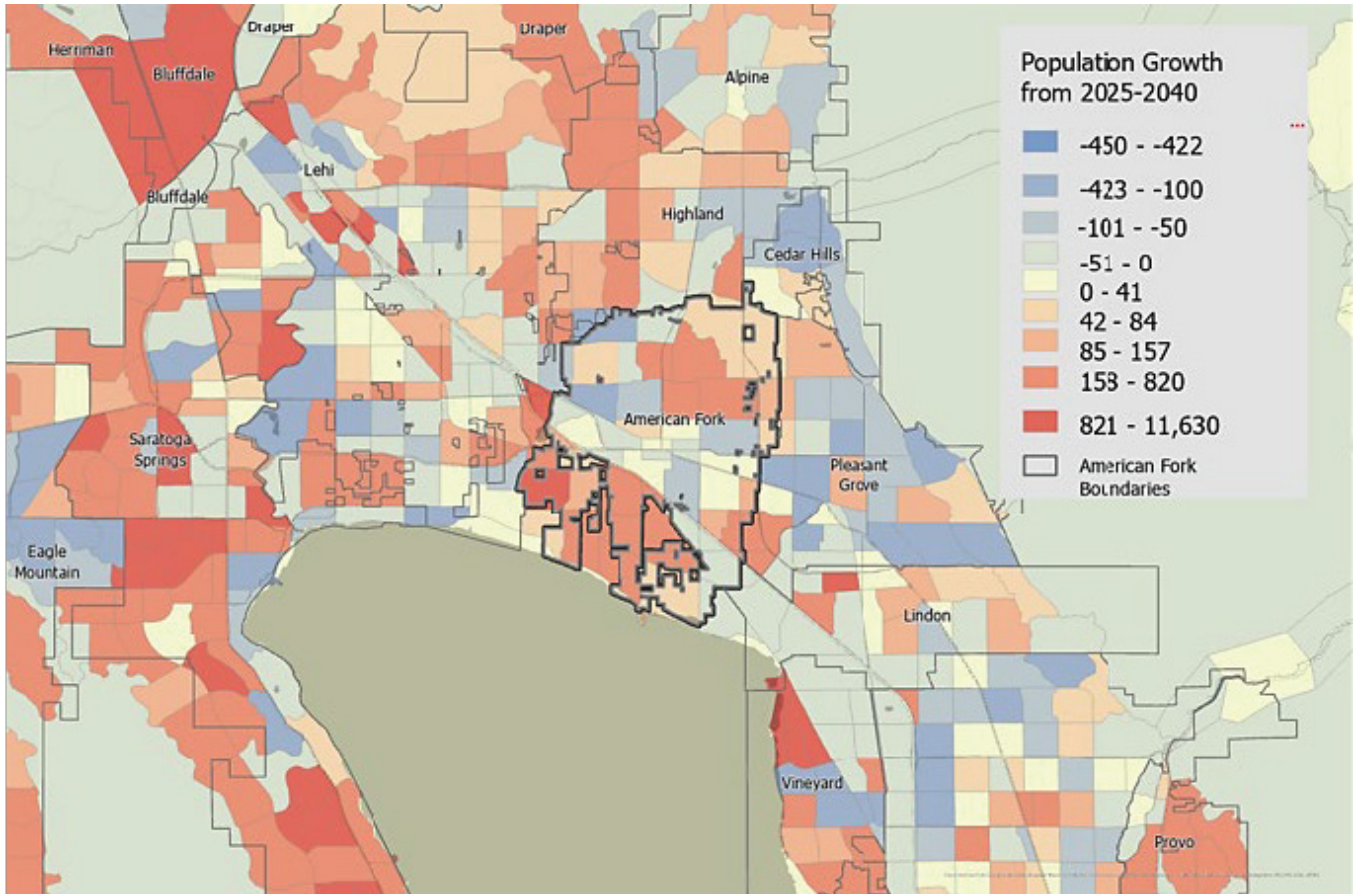 Draper
Draper
Herriman
Bluffdale
Alpine
Lehi
Bluffdale
Highland
Cedar Hills
American Fork
Saratoga
Springs
Pleasant
Grove
Eagle
Mountain
Lindon
Vineyard
Provo
Population Growth
from 2025-2040
...
-450 - -422
-423 - -100
-101 - -50
-51 - 0
0 - 41
42 - 84
85 - 157
158 - 820
821 - 11,630
American Fork
Boundaries